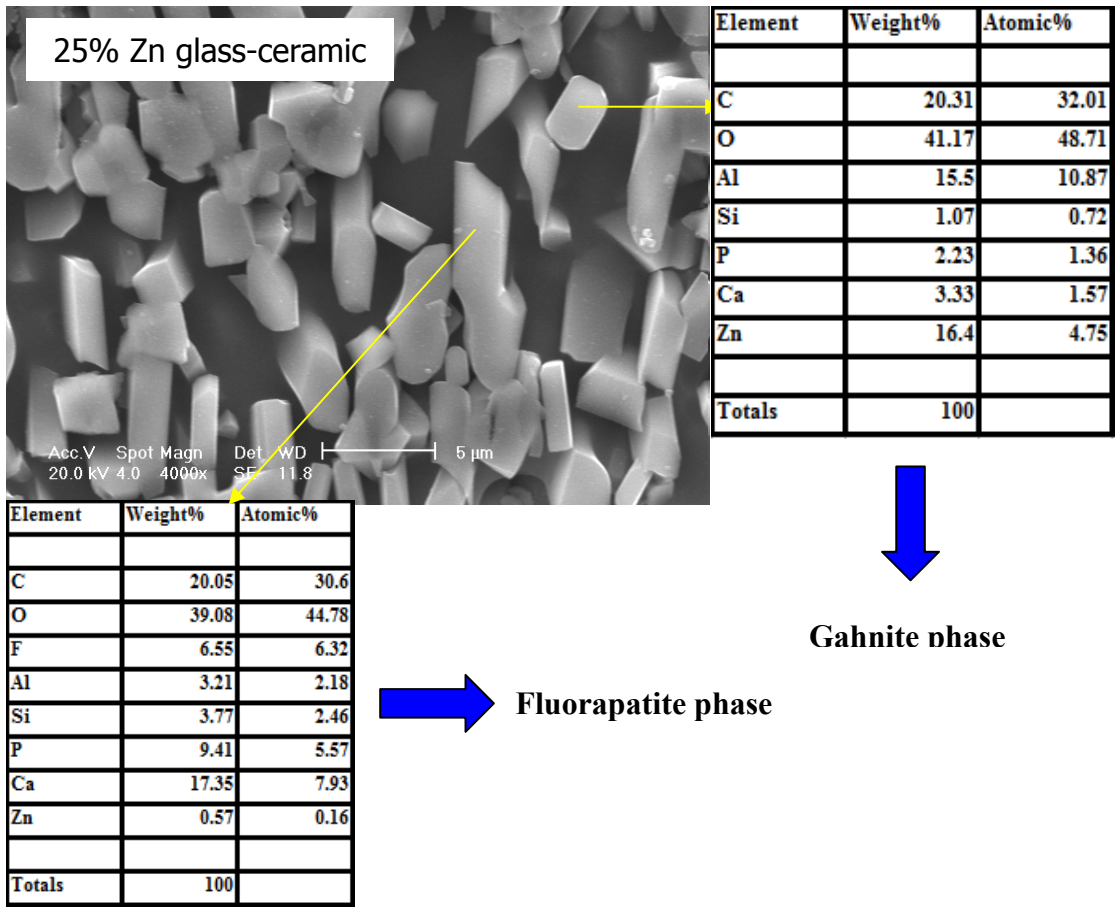 25% Zn glass-ceramic
Element Weight% Atomic%
C 20.31 32.01
O 41.17 48.71
Al 15.5 10.87
Si 1.07 0.72
P 2.23 1.36
Ca 3.33 1.57
Zn 16.4 4.75
Totals 100
Acc.V Spot Magn Det WD 5 µm
20.0 kV 4.0 4000x SE 11.8
Gahnite phase
Element Weight% Atomic%
C 20.05 30.6
O 39.08 44.78
F 6.55 6.32
Al 3.21 2.18
Si 3.77 2.46
P 9.41 5.57
Ca 17.35 7.93
Zn 0.57 0.16
Totals 100
Fluorapatite phase